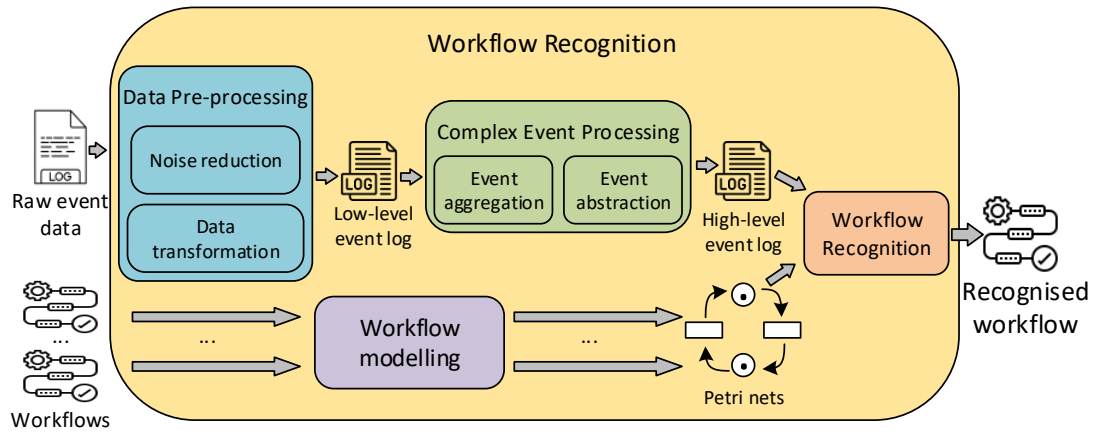 Workflow Recognition
Data Pre-processing
Noise reduction
Data
transformation
LOG
Raw event
data
LOG
Low-level
event log
Complex Event Processing
Event
aggregation
Event
abstraction
LOG
High-level
event log
Workflow
Recognition
Recognised
workflow
...
Workflows
...
Workflow
modelling
...
Petri nets